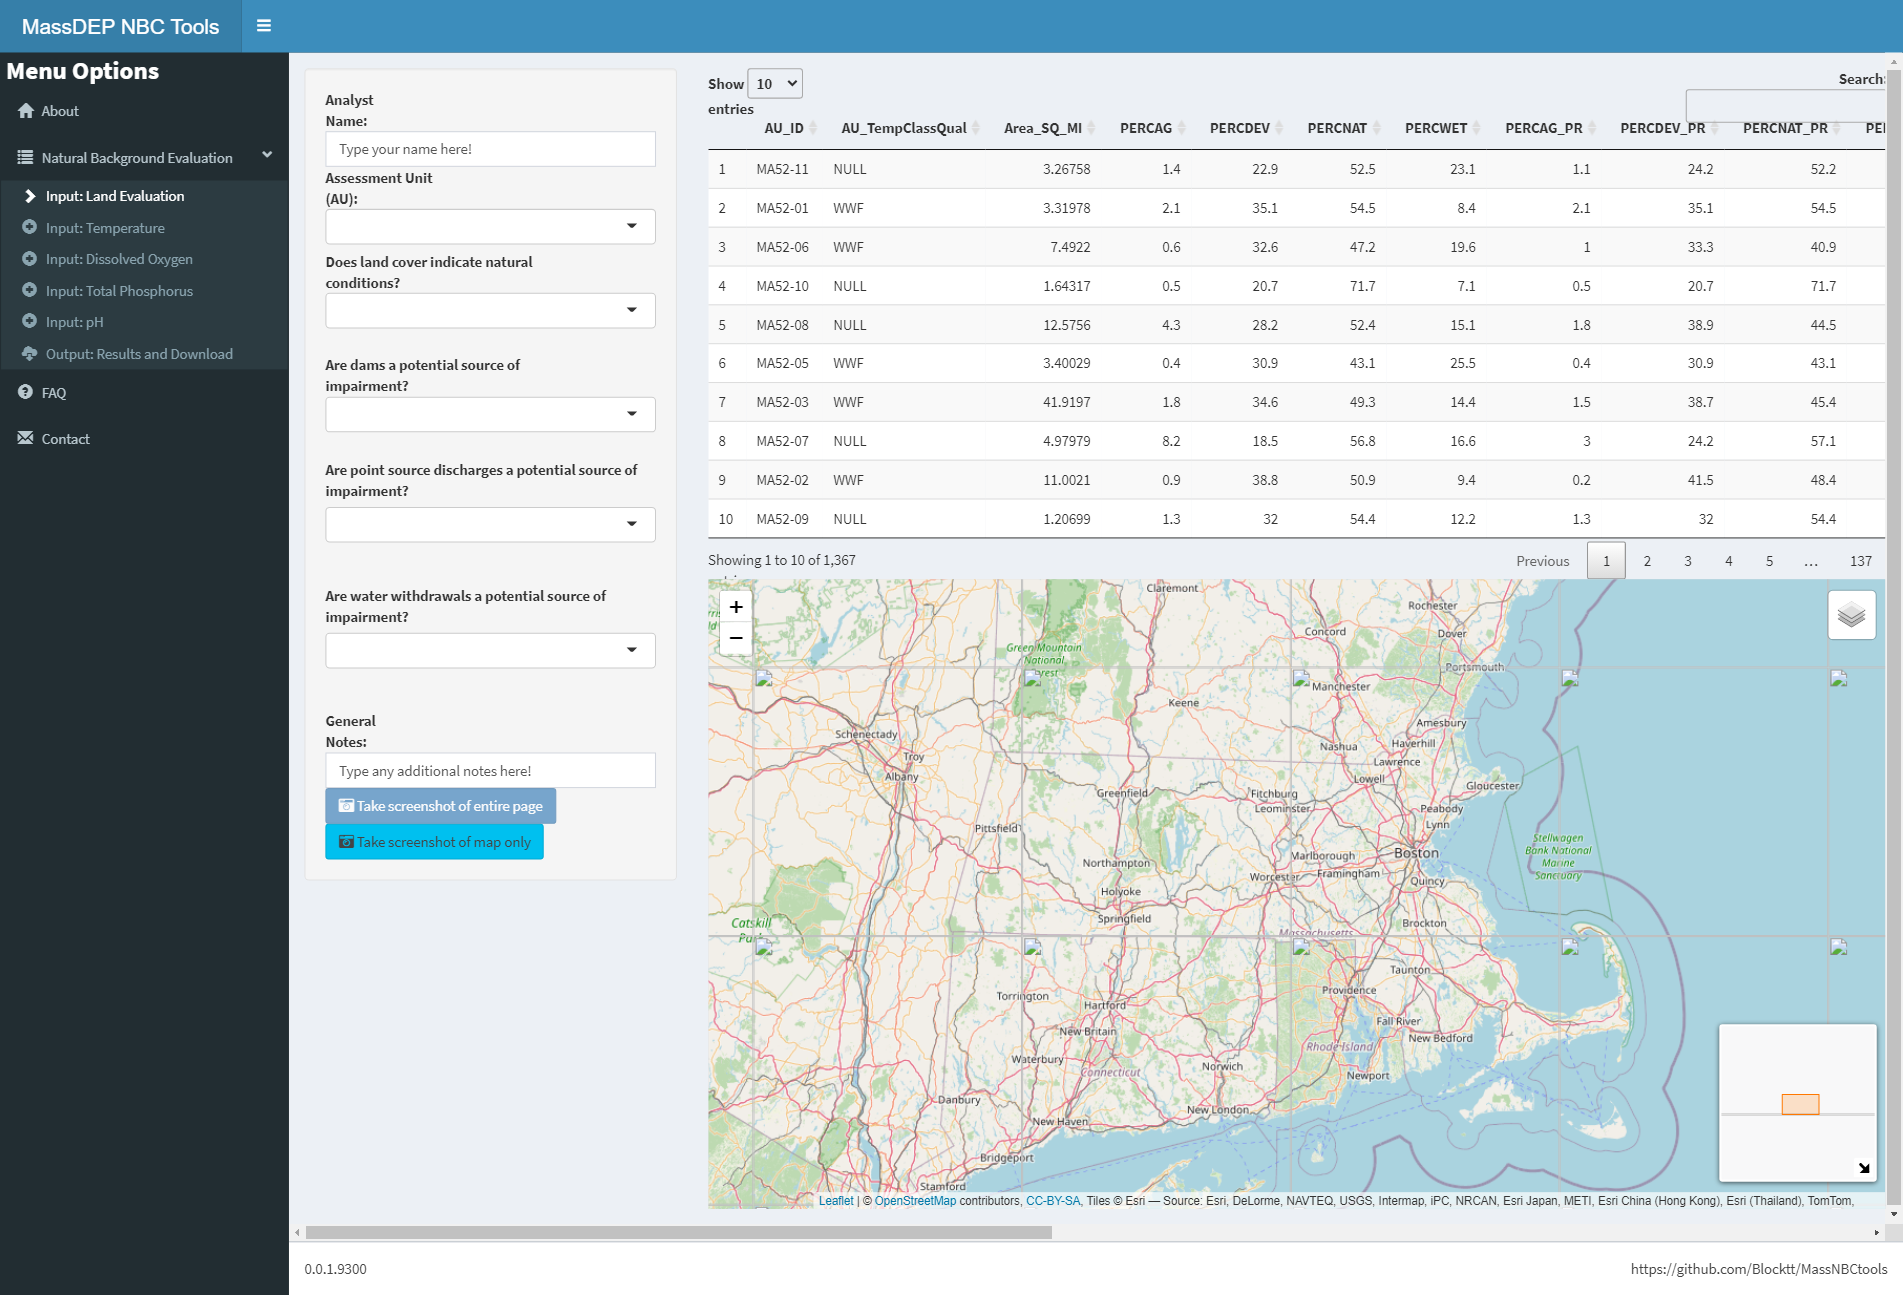 MassDEP NBC Tools
Menu Options
About
Natural Background Evaluation
Input: Land Evaluation
Input: Temperature
Input: Dissolved Oxygen
Input: Total Phosphorus
Input: pH
Output: Results and Download
FAQ
Contact
Analyst
Name:
Type your name here!
Assessment Unit
(AU):
Does land cover indicate natural
conditions?
Are dams a potential source of
impairment?
Are point source discharges a potential source of
impairment?
Are water withdrawals a potential source of
impairment?
General
Notes:
Type any additional notes here!
Take screenshot of entire page
Take screenshot of map only
Show 10
entries
Search:
AU_ID AU_TempClassQual Area_SQ_MI PERCAG PERCDEV PERCNAT PERCWET PERCAG_PR PERCDEV_PR PERCNAT_PR
1 MA52-11 NULL 3.26758 1.4 22.9 52.5 23.1 1.1 24.2 52.2
2 MA52-01 WWF 3.31978 2.1 35.1 54.5 8.4 2.1 35.1 54.5
3 MA52-06 WWF 7.4922 0.6 32.6 47.2 19.6 1 33.3 40.9
4 MA52-10 NULL 1.64317 0.5 20.7 71.7 7.1 0.5 20.7 71.7
5 MA52-08 NULL 12.5756 4.3 28.2 52.4 15.1 1.8 38.9 44.5
6 MA52-05 WWF 3.40029 0.4 30.9 43.1 25.5 0.4 30.9 43.1
7 MA52-03 WWF 41.9197 1.8 34.6 49.3 14.4 1.5 38.7 45.4
8 MA52-07 NULL 4.97979 8.2 18.5 56.8 16.6 3 24.2 57.1
9 MA52-02 WWF 11.0021 0.9 38.8 50.9 9.4 0.2 41.5 48.4
10 MA52-09 NULL 1.20699 1.3 32 54.4 12.2 1.3 32 54.4
Showing 1 to 10 of 1,367
Previous 1 2 3 4 5 … 137
+
−
Claremont
Rochester
Concord
Dover
Green Mountain
National
Portsmouth
Manchester
Keene
Amesbury
Schenectady
Nashua
Haverhill
Troy
Lawrence
Albany
Lowell
Gloucester
Greenfield
Fitchburg
Leominster
Peabody
Lynn
Pittsfield
Stellwagen
Bank National
Marine
Sanctuary
Northampton
Marlborough
Boston
Worcester
Framingham
Holyoke
Quincy
Springfield
Catskill
Brockton
Massachusetts
Taunton
Torrington
Providence
Hartford
Fall River
New Britain
New Bedford
Rhode Island
Waterbury
Connecticut
Norwich
Newport
Danbury
New London
New Haven
Bridgeport
Stamford
Leaflet | © OpenStreetMap contributors, CC-BY-SA, Tiles © Esri — Source: Esri, DeLorme, NAVTEQ, USGS, Intermap, iPC, NRCAN, Esri Japan, METI, Esri China (Hong Kong), Esri (Thailand), TomTom,
0.0.1.9300
https://github.com/Blocktt/MassNBCtools